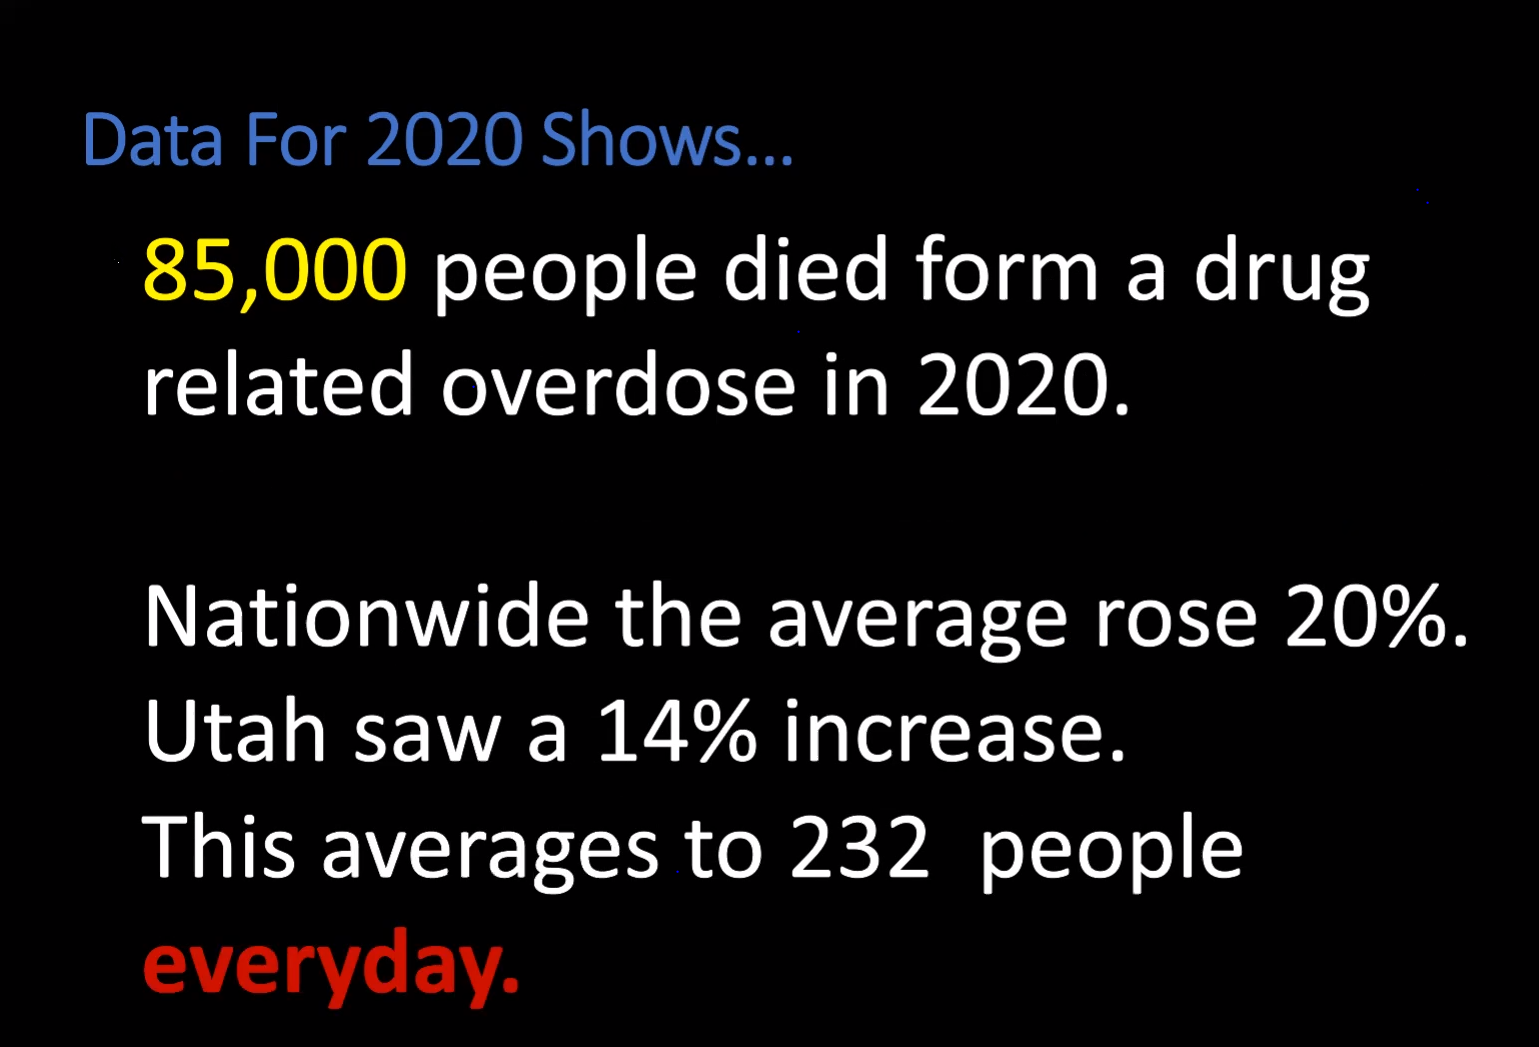 Data For 2020 Shows...
85,000 people died form a drug
related overdose in 2020.
Nationwide the average rose 20%.
Utah saw a 14% increase.
This averages to 232  people
everyday.